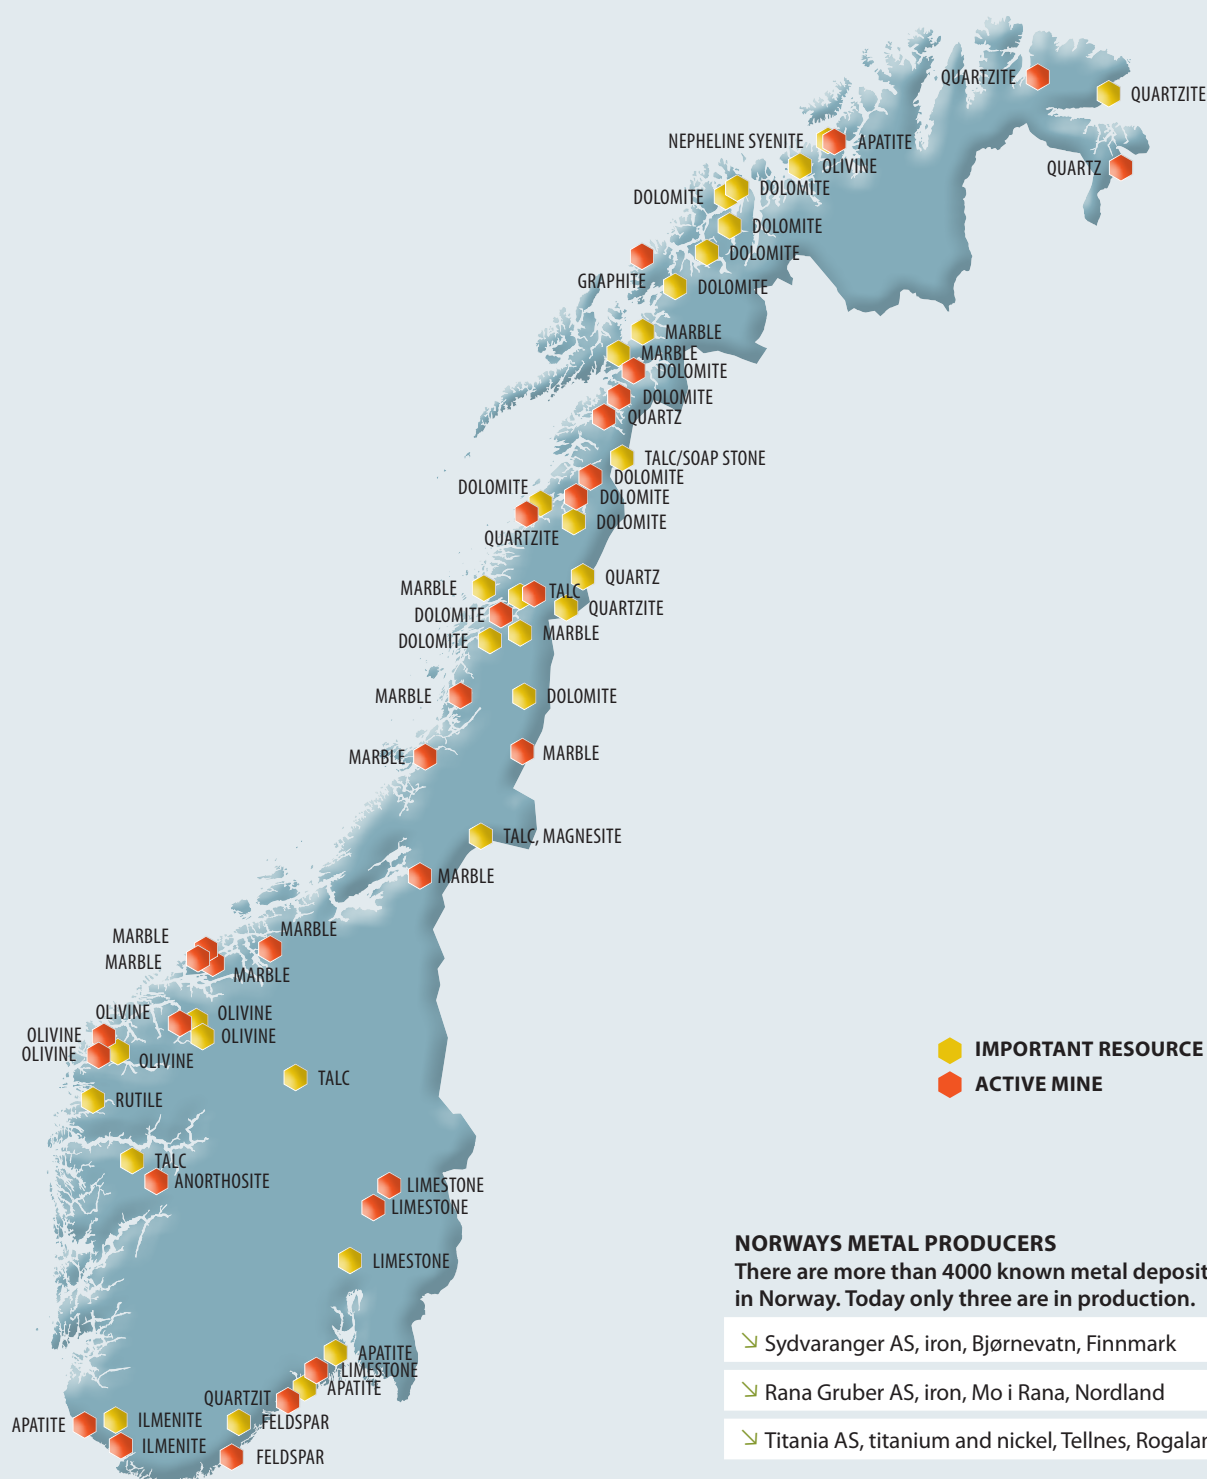 QUARTZITE
QUARTZITE
NEPHELINE SYENITE
APATITE
OLIVINE
QUARTZ
DOLOMITE
DOLOMITE
DOLOMITE
DOLOMITE
GRAPHITE
DOLOMITE
MARBLE
MARBLE
DOLOMITE
DOLOMITE
QUARTZ
TALC/SOAP STONE
DOLOMITE
DOLOMITE
DOLOMITE
DOLOMITE
QUARTZITE
QUARTZ
MARBLE
TALC
QUARTZITE
DOLOMITE
MARBLE
DOLOMITE
MARBLE
DOLOMITE
MARBLE
MARBLE
TALC, MAGNESITE
MARBLE
MARBLE
MARBLE
MARBLE
MARBLE
OLIVINE
OLIVINE
OLIVINE
OLIVINE
OLIVINE
OLIVINE
TALC
RUTILE
TALC
ANORTHOSITE
LIMESTONE
LIMESTONE
LIMESTONE
APATITE
LIMESTONE
APATITE
QUARTZIT
FELDSPAR
APATITE
ILMENITE
ILMENITE
FELDSPAR
IMPORTANT RESOURCE
ACTIVE MINE
NORWAYS METAL PRODUCERS
There are more than 4000 known metal deposit
in Norway. Today only three are in production.
Sydvaranger AS, iron, Bjørnevatn, Finnmark
Rana Gruber AS, iron, Mo i Rana, Nordland
Titania AS, titanium and nickel, Tellnes, Rogalan